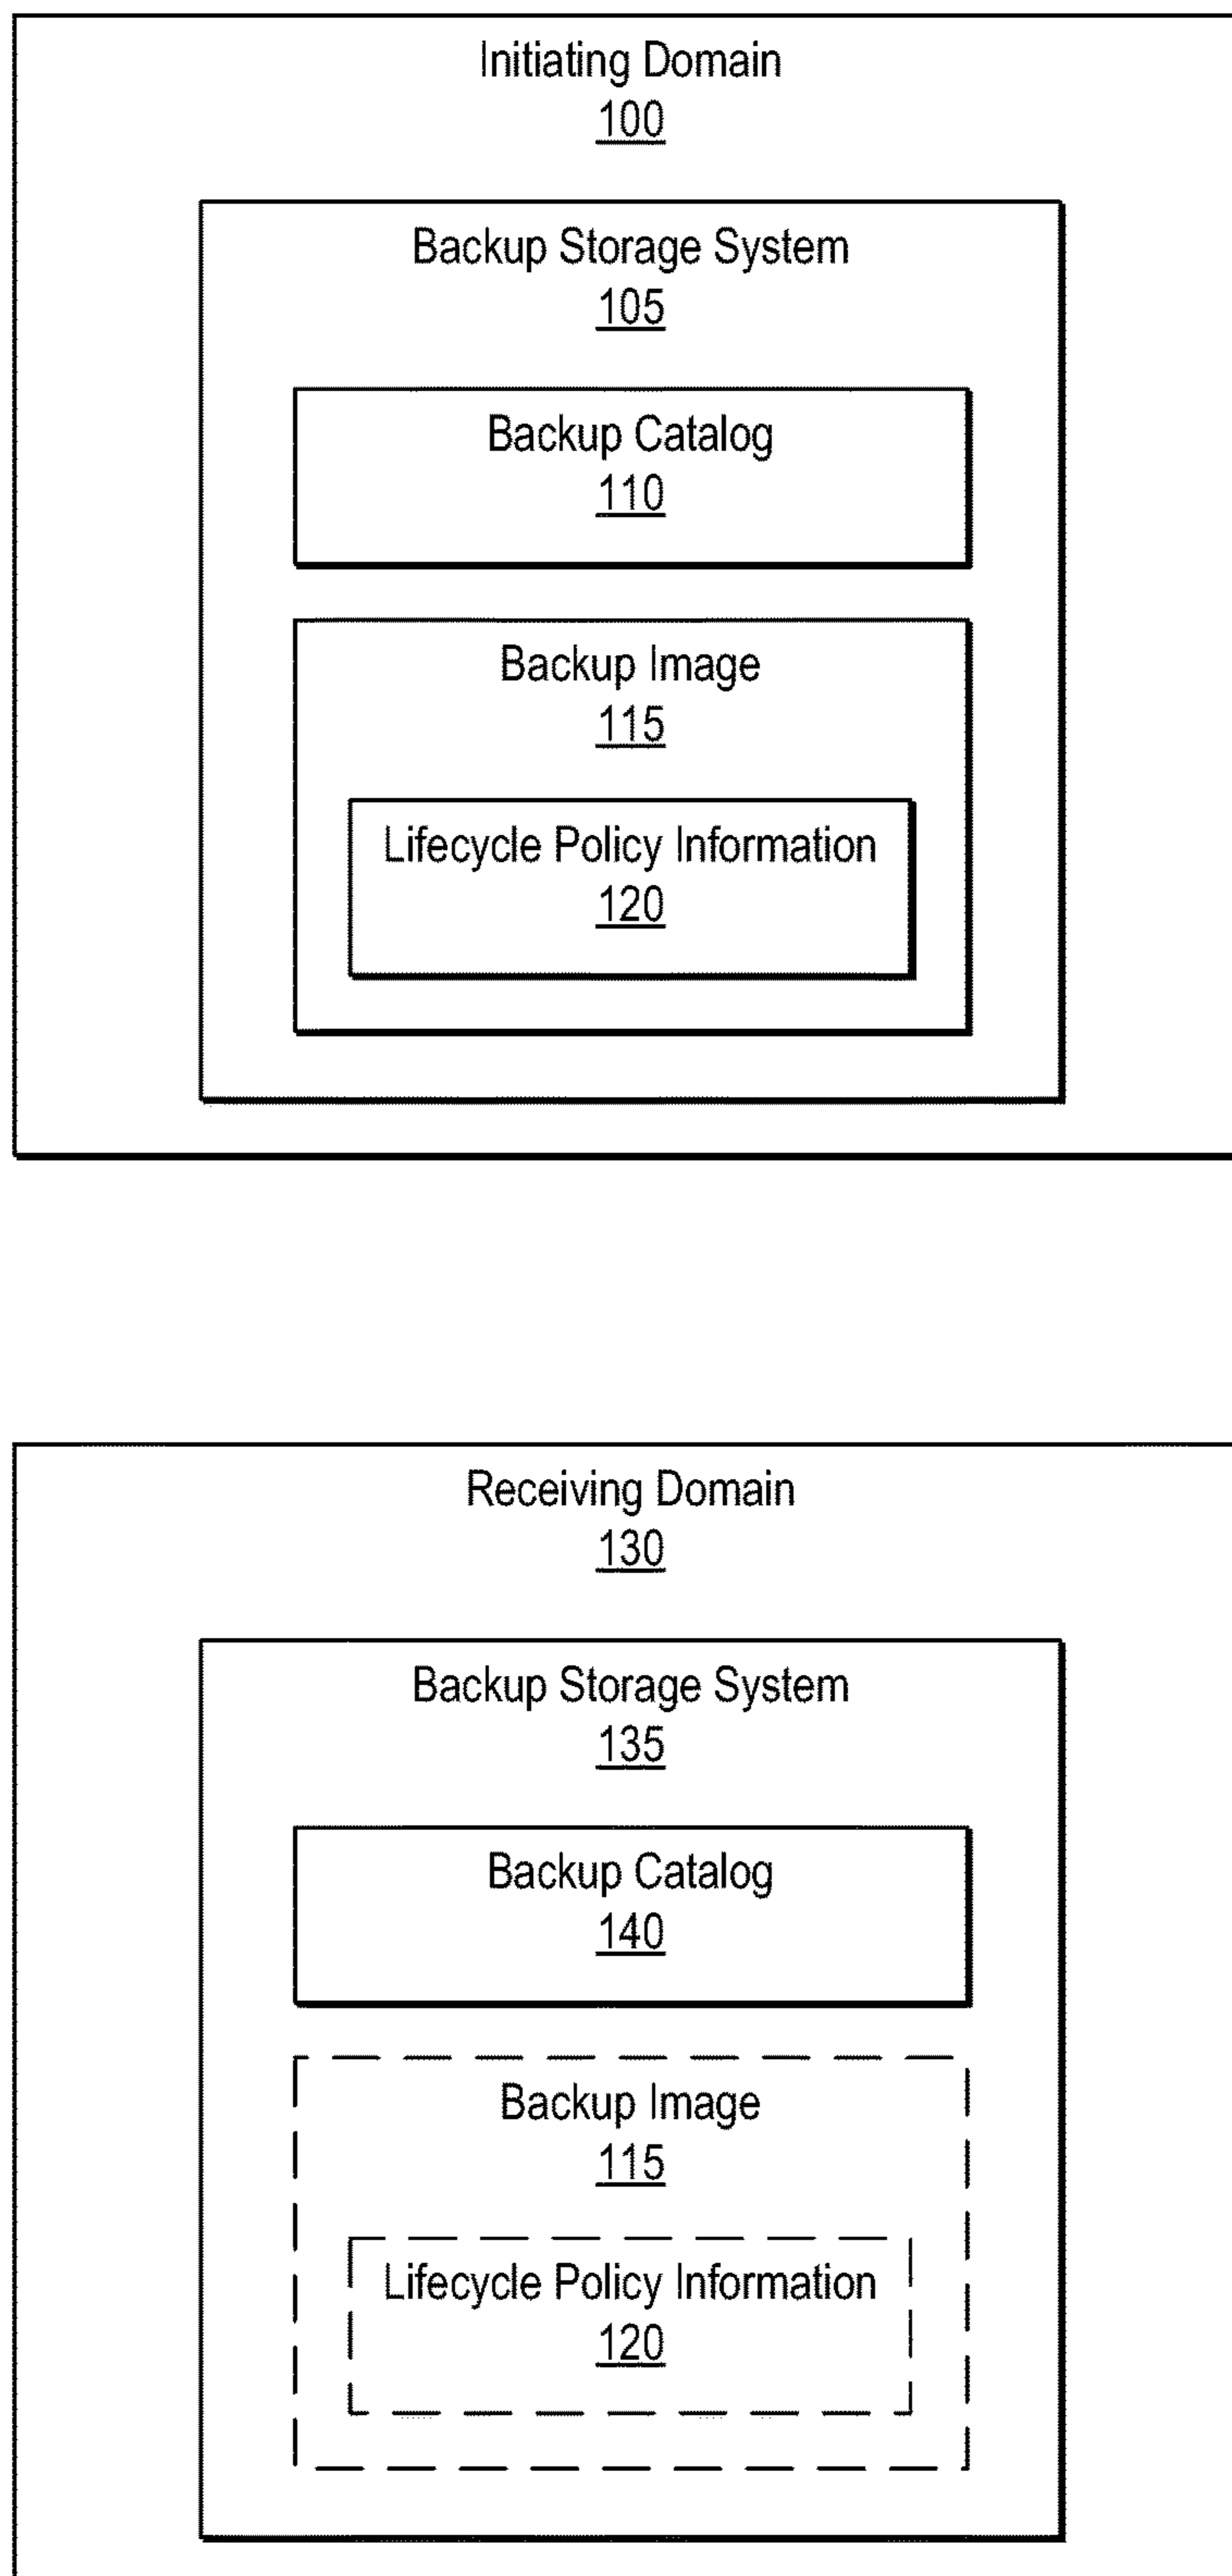 Initiating Domain
100
Backup Storage System
105
Backup Catalog
110
Backup Image
115
Lifecycle Policy Information
120
Receiving Domain
130
Backup Storage System
135
Backup Catalog
140
Backup Image
115
Lifecycle Policy Information
120